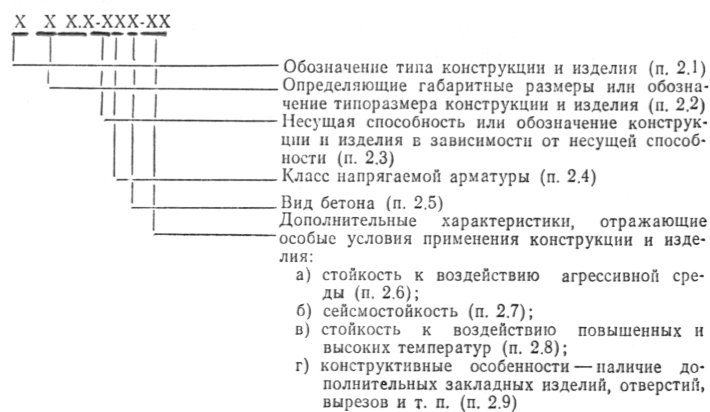 X X X.X-XXX-XX
Обозначение типа конструкции и изделия (п. 2.1)
Определяющие габаритные размеры или обозна-
чение типоразмера конструкции и изделия (п. 2.2)
Несущая способность или обозначение конструк-
ции и изделия в зависимости от несущей способ-
ности (п. 2.3)
Класс напрягаемой арматуры (п. 2.4)
Вид бетона (п. 2.5)
Дополнительные характеристики, отражающие
особые условия применения конструкции и изде-
лия:
а) стойкость к воздействию агрессивной сре-
ды (п. 2.6);
б) сейсмостойкость (п. 2.7);
в) стойкость к воздействию повышенных и
высоких температур (п. 2.8);
г) конструктивные особенности — наличие до-
полнительных закладных изделий, отверстий,
вырезов и т. п. (п. 2.9)